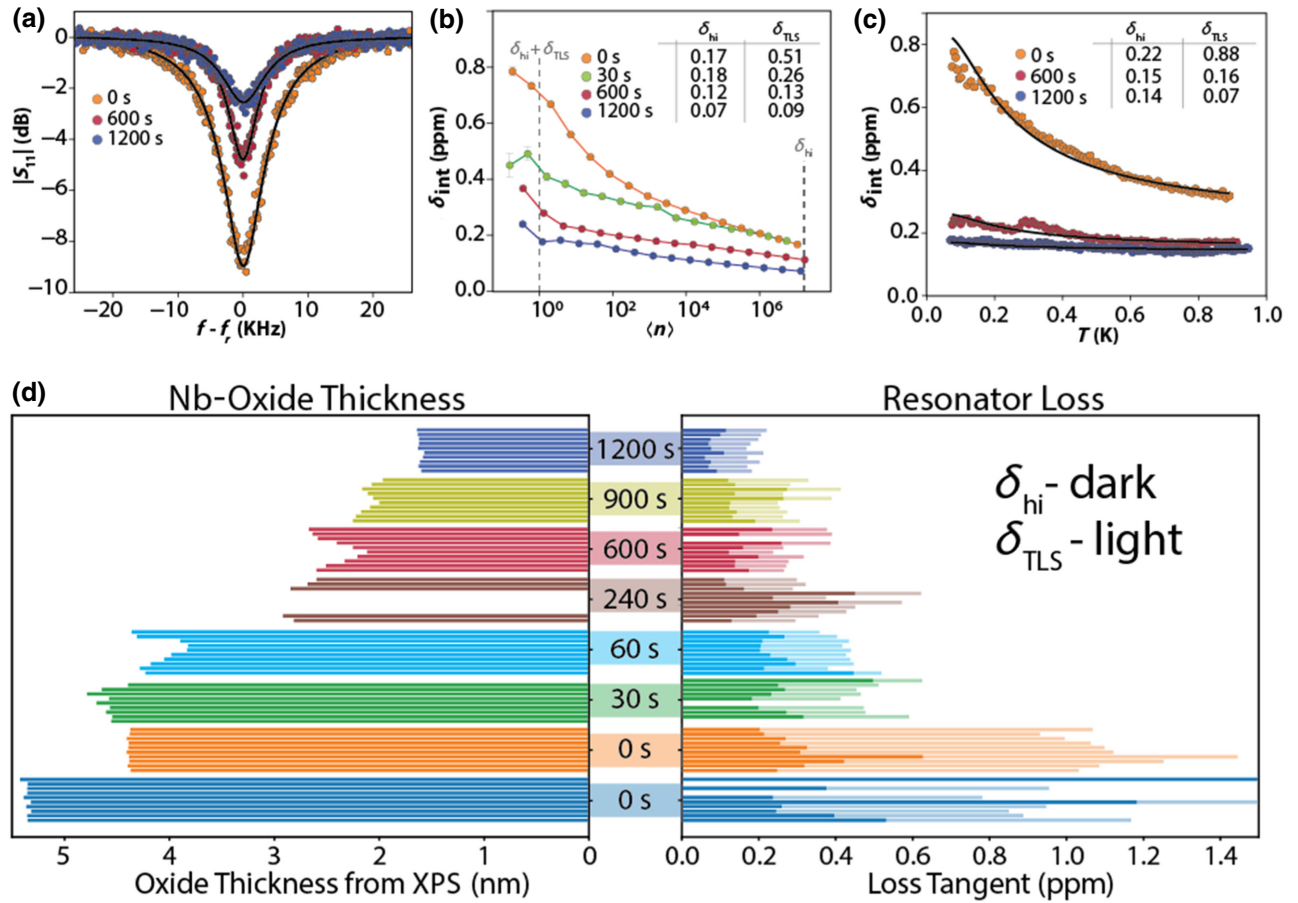 (a)
0
−2
−4
−6
−8
−10
|S11| (dB)
0 s
600 s
1200 s
−20 −10 0 10 20
f - fr (KHz)
(b)
0.8
0.6
0.4
0.2
0.0
δint (ppm)
δhi + δTLS
δhi δTLS
0 s 0.17 0.51
30 s 0.18 0.26
600 s 0.12 0.13
1200 s 0.07 0.09
δhi
10⁰ 10² 10⁴ 10⁶
⟨n⟩
(c)
0.8
0.6
0.4
0.2
0.0
δint (ppm)
δhi δTLS
0 s 0.22 0.88
600 s 0.15 0.16
1200 s 0.14 0.07
0.0 0.2 0.4 0.6 0.8 1.0
T (K)
(d)
Nb-Oxide Thickness
Resonator Loss
1200 s
900 s
600 s
240 s
60 s
30 s
0 s
0 s
δhi - dark
δTLS - light
5 4 3 2 1 0
Oxide Thickness from XPS (nm)
0.0 0.2 0.4 0.6 0.8 1.0 1.2 1.4
Loss Tangent (ppm)